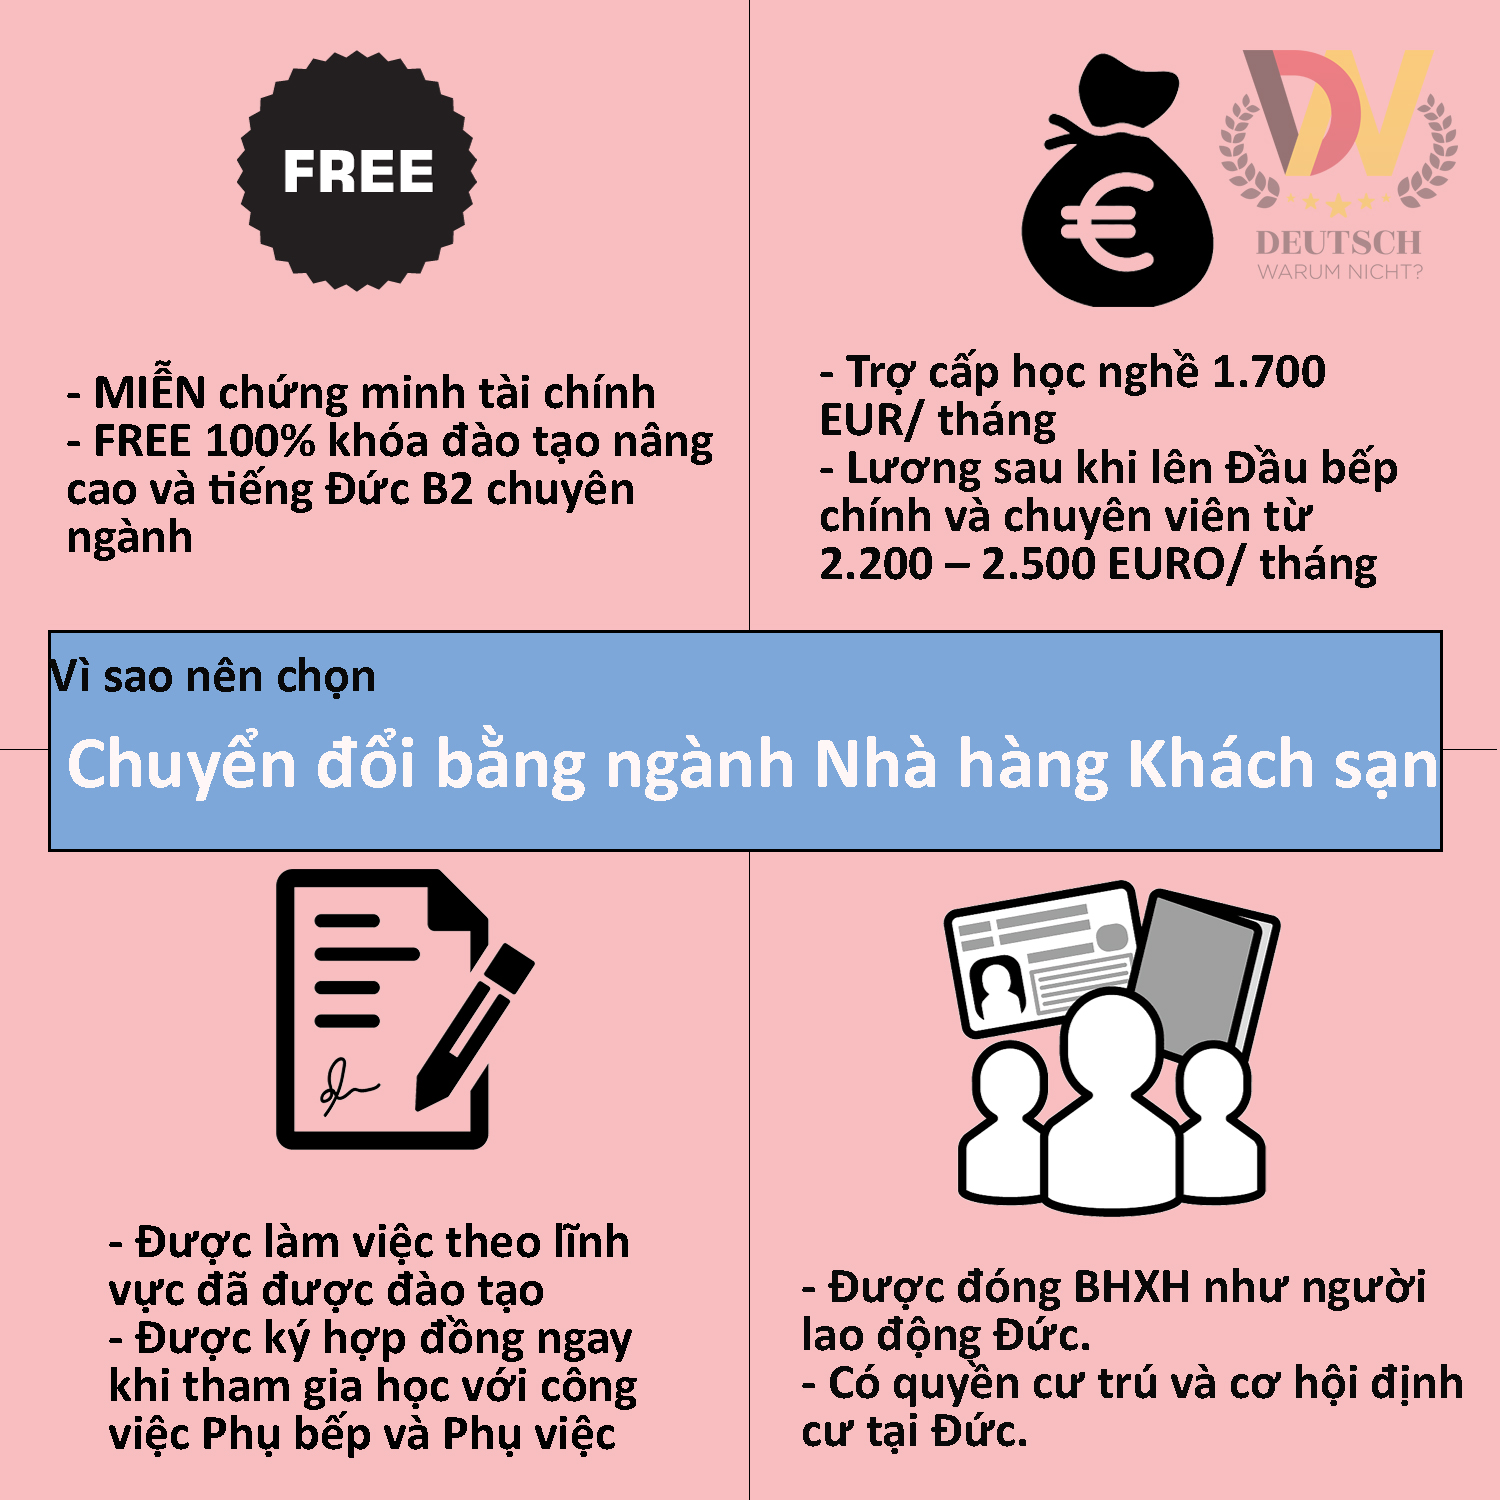 FREE
- MIỄN chứng minh tài chính
- FREE 100% khóa đào tạo nâng
cao và tiếng Đức B2 chuyên
ngành
DW
DEUTSCH
WARUM NICHT?
- Trợ cấp học nghề 1.700
EUR/ tháng
- Lương sau khi lên Đầu bếp
chính và chuyên viên từ
2.200 – 2.500 EURO/ tháng
Vì sao nên chọn
Chuyển đổi bằng ngành Nhà hàng Khách sạn
- Được làm việc theo lĩnh
vực đã được đào tạo
- Được ký hợp đồng ngay
khi tham gia học với công
việc Phụ bếp và Phụ việc
- Được đóng BHXH như người
lao động Đức.
- Có quyền cư trú và cơ hội định
cư tại Đức.